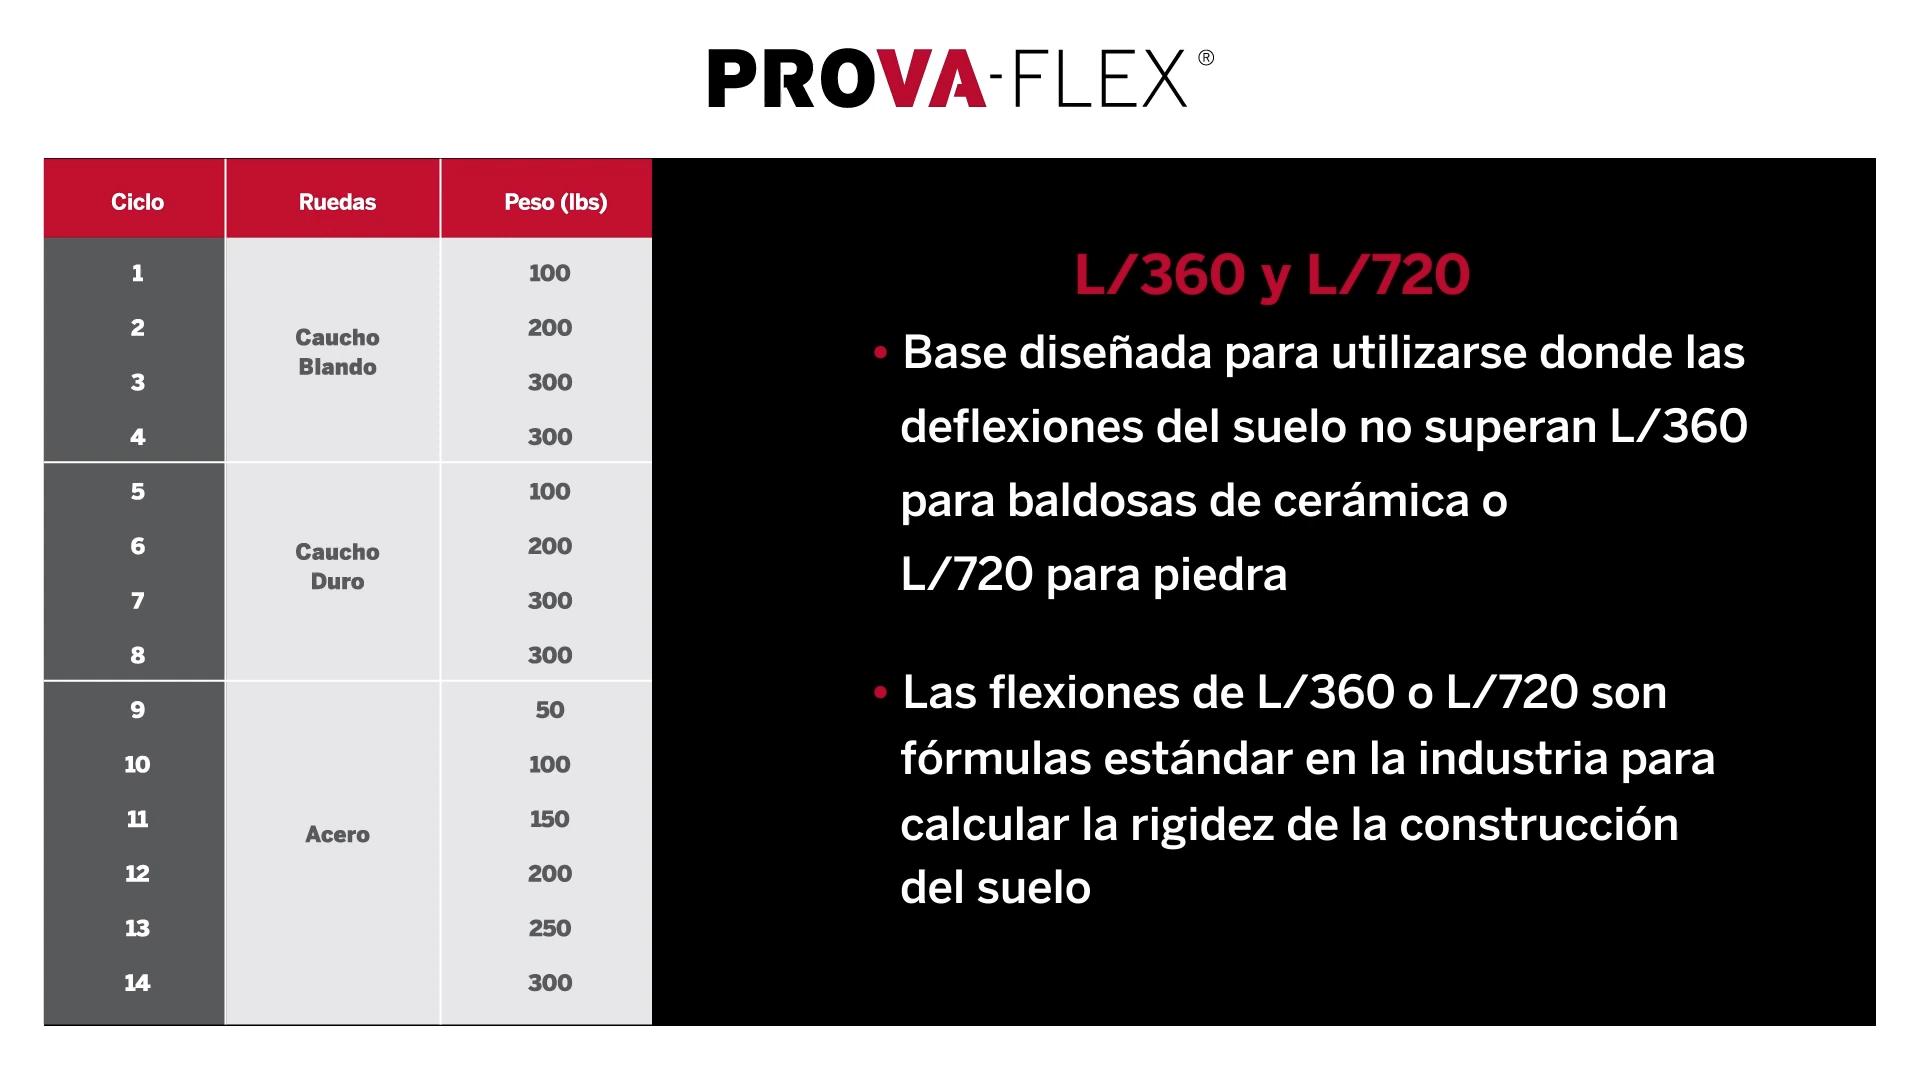 PROVA-FLEX®
Ciclo Ruedas Peso (lbs)
1 100
2 200
Caucho
Blando
3 300
4 300
5 100
6 200
Caucho
Duro
7 300
8 300
9 50
10 100
11 150
Acero
12 200
13 250
14 300
L/360 y L/720
• Base diseñada para utilizarse donde las
deflexiones del suelo no superan L/360
para baldosas de cerámica o
L/720 para piedra
• Las flexiones de L/360 o L/720 son
fórmulas estándar en la industria para
calcular la rigidez de la construcción
del suelo